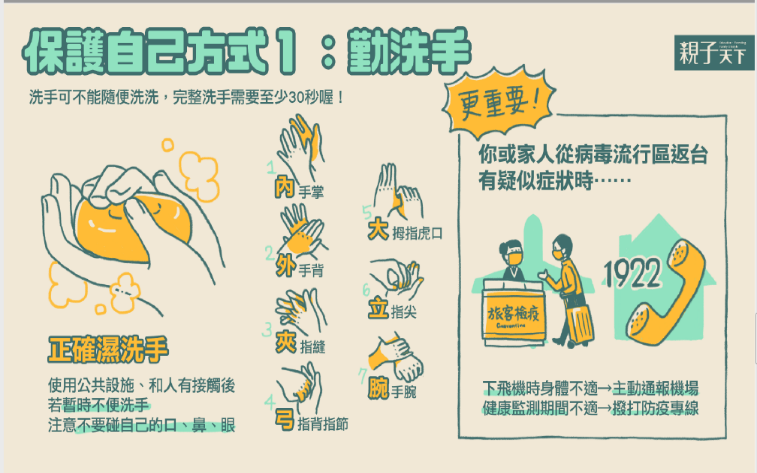 保護自己方式1：勤洗手
親子天下
洗手可不能隨便洗洗，完整洗手需要至少30秒喔！
更重要！
你或家人從病毒流行區返台
有疑似症狀時⋯⋯
1
內手掌
2
外手背
3
夾指縫
4
弓指背指節
5
大拇指虎口
6
立指尖
7
腕手腕
1922
旅客檢疫
正確濕洗手
使用公共設施、和人有接觸後
若暫時不便洗手
注意不要碰自己的口、鼻、眼
下飛機時身體不適→主動通報機場
健康監測期間不適→撥打防疫專線